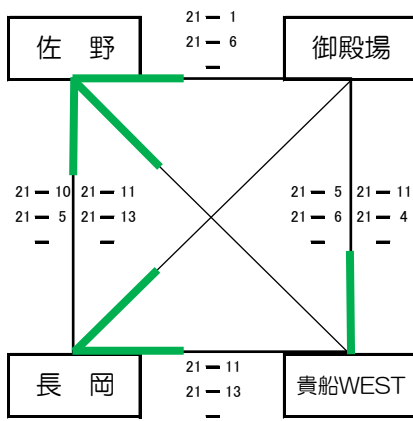 21 ー 1
佐 野
21 ー 6
御殿場
ー
21 ー 10 21 ー 11
21 ー 5 21 ー 11
21 ー 5 21 ー 13
21 ー 6 21 ー 4
ー ー
ー ー
長 岡
21 ー 11
21 ー 13
ー
貴船WEST